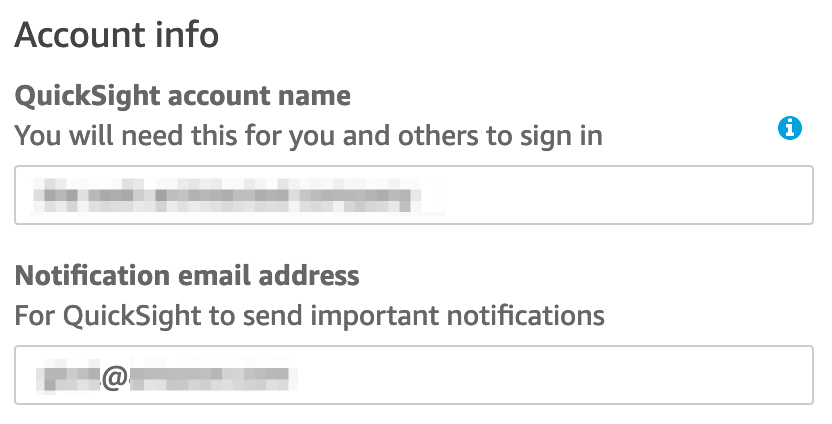 Account info
QuickSight account name
You will need this for you and others to sign in
i
Notification email address
For QuickSight to send important notifications
@